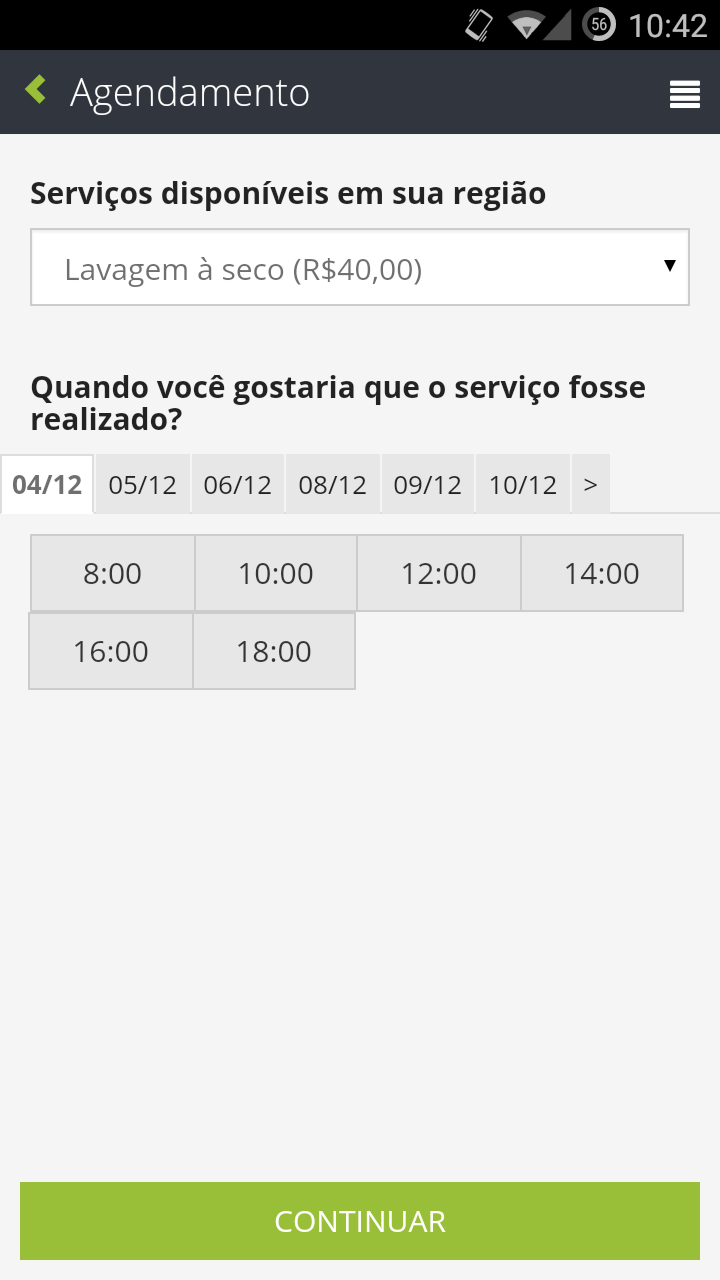 56 10:42
Agendamento
Serviços disponíveis em sua região
Lavagem à seco (R$40,00)
Quando você gostaria que o serviço fosse
realizado?
04/12 05/12 06/12 08/12 09/12 10/12 >
8:00 10:00 12:00 14:00
16:00 18:00
CONTINUAR